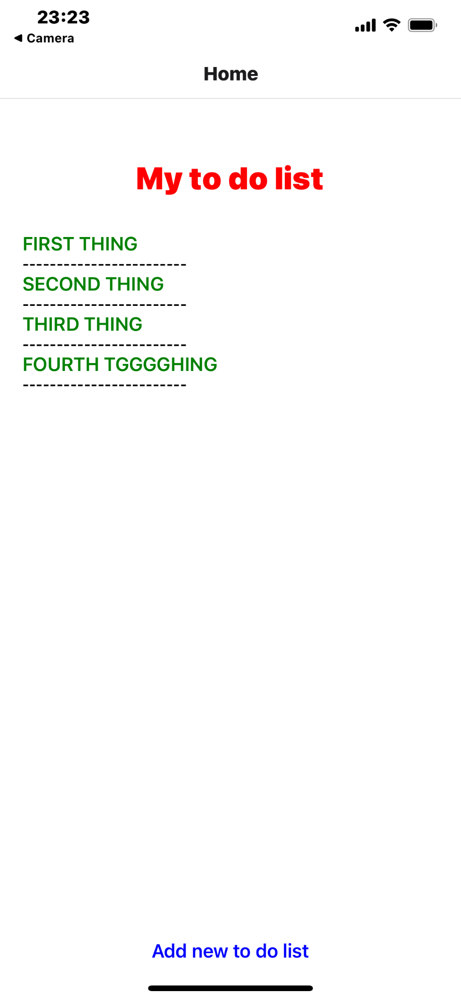 23:23
◀ Camera
Home
My to do list
FIRST THING
------------------------
SECOND THING
------------------------
THIRD THING
------------------------
FOURTH TGGGGHING
------------------------
Add new to do list